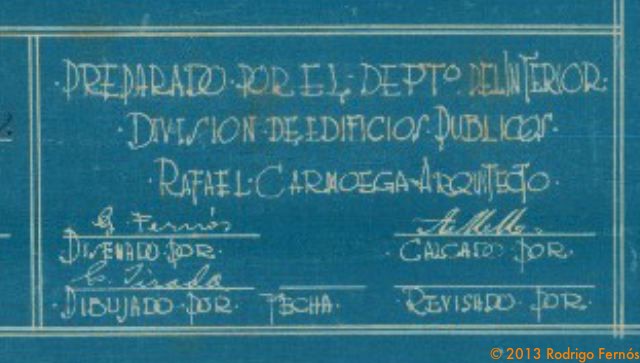 ·PREPARADO·POR·EL·DEPTO DEL INTERIOR·
·DIVISION·DE·EDIFICIOS·PUBLICOS·
·RAFAEL·CARMOEGA·ARQUITECTO·
G. Fernós
DISENADO·POR·
CALCADO·POR·
DIBUJADO·POR· FECHA· REVISADO·POR·
© 2013 Rodrigo Fernós